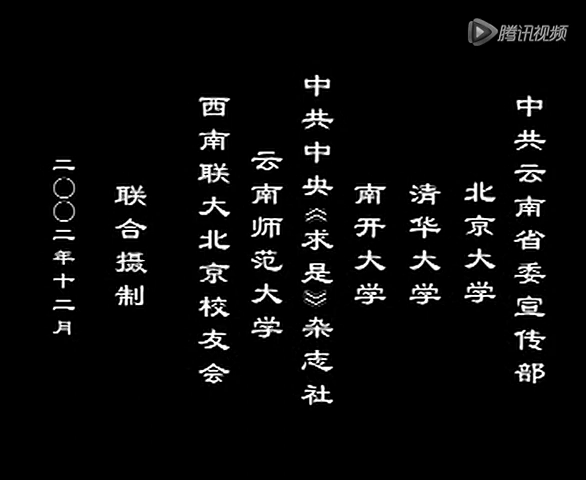 腾讯视频
中共云南省委宣传部
北京大学
清华大学
南开大学
中共中央《求是》杂志社
云南师范大学
西南联大北京校友会
联合摄制
二〇〇二年十二月